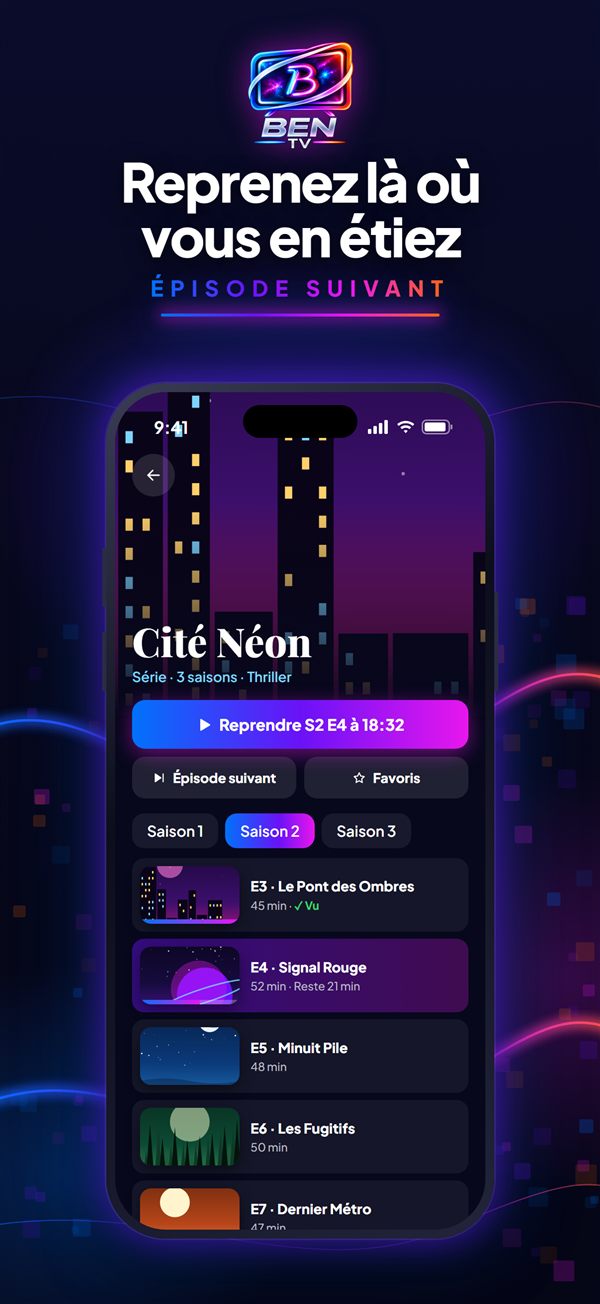 B
BEN
TV
Reprenez là où
vous en étiez
ÉPISODE SUIVANT
9:41
Cité Néon
Série · 3 saisons · Thriller
Reprendre S2 E4 à 18:32
Épisode suivant
Favoris
Saison 1
Saison 2
Saison 3
E3 · Le Pont des Ombres
45 min · ✓ Vu
E4 · Signal Rouge
52 min · Reste 21 min
E5 · Minuit Pile
48 min
E6 · Les Fugitifs
50 min
E7 · Dernier Métro
47 min